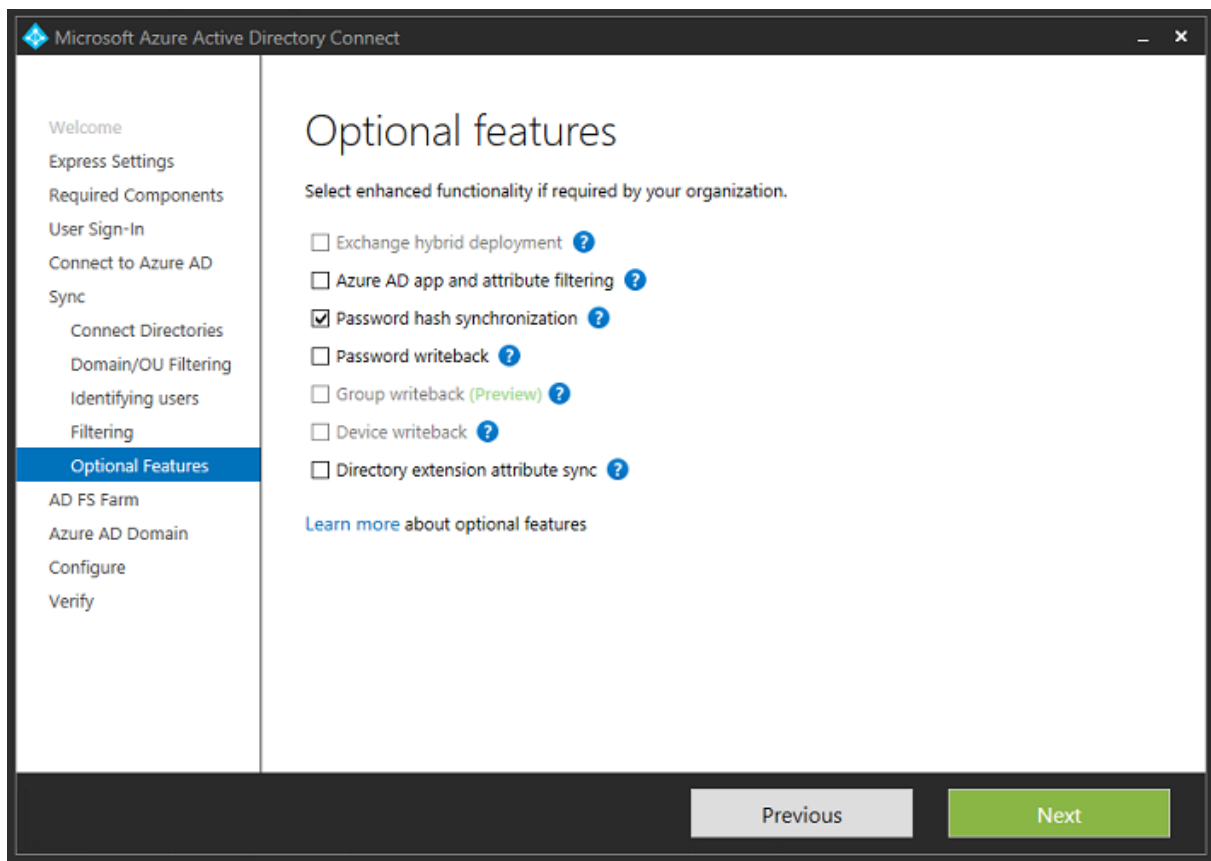 Microsoft Azure Active Directory Connect
Welcome
Express Settings
Required Components
User Sign-In
Connect to Azure AD
Sync
Connect Directories
Domain/OU Filtering
Identifying users
Filtering
Optional Features
AD FS Farm
Azure AD Domain
Configure
Verify
Optional features
Select enhanced functionality if required by your organization.
Exchange hybrid deployment ?
Azure AD app and attribute filtering ?
Password hash synchronization ?
Password writeback ?
Group writeback (Preview) ?
Device writeback ?
Directory extension attribute sync ?
Learn more about optional features
Previous
Next